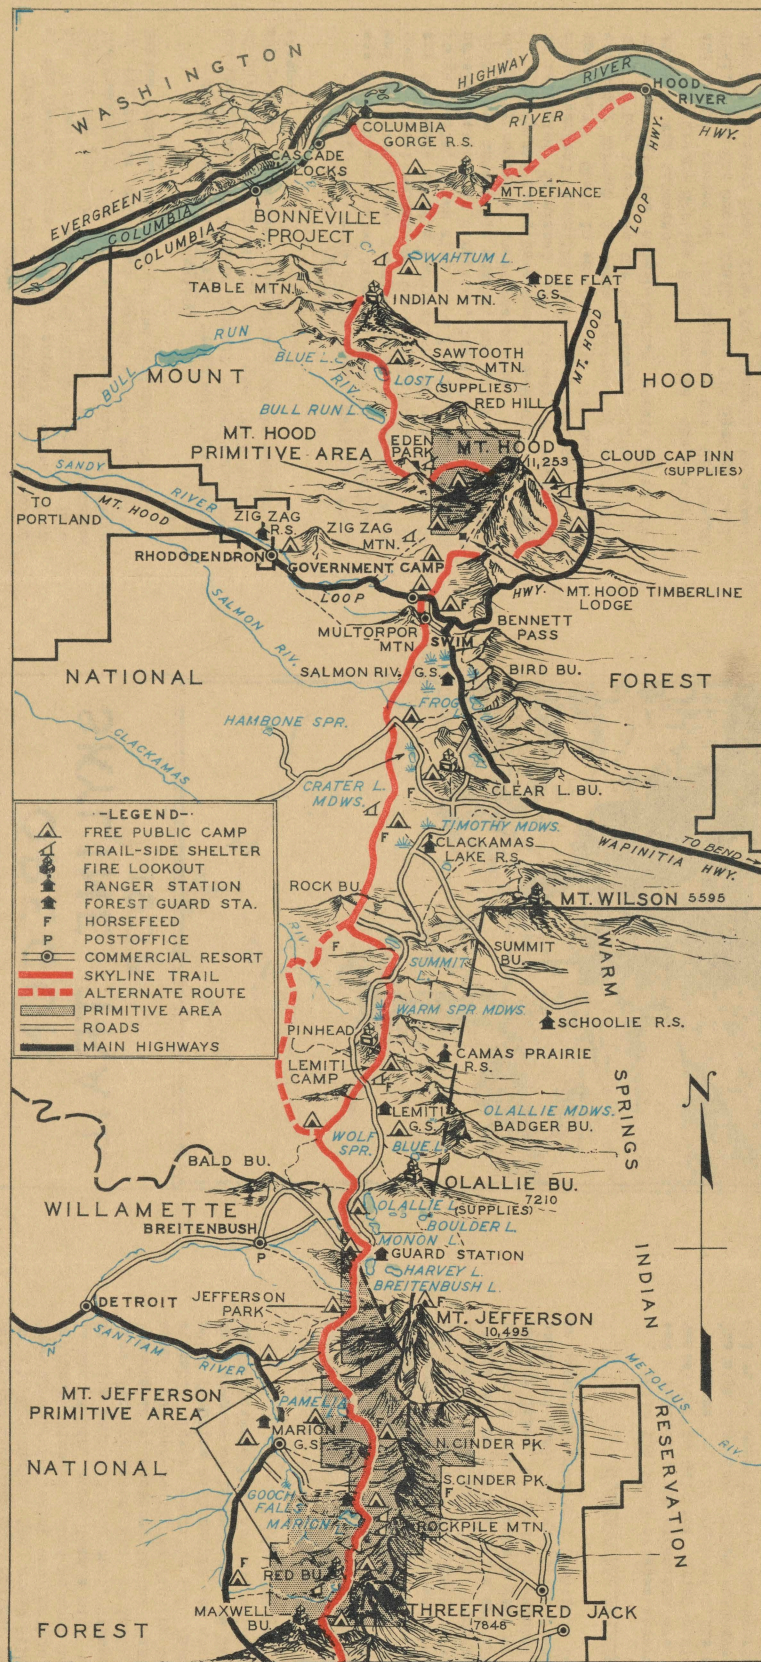 WASHINGTON
HIGHWAY
RIVER
HOOD
RIVER
COLUMBIA
GORGE R.S.
RIVER
HWY.
HWY.
CASCADE
LOCKS
MT. DEFIANCE
EVERGREEN
COLUMBIA
COLUMBIA
BONNEVILLE
PROJECT
LOOP
WAHTUM L.
TABLE MTN.
INDIAN MTN.
DEE FLAT
G.S.
MT. HOOD
RUN
BULL
BLUE L.
RIV.
SAWTOOTH
MTN.
MOUNT
LOST L.
(SUPPLIES)
HOOD
RED HILL
BULL RUN L.
MT. HOOD
PRIMITIVE AREA
EDEN
PARK
MT. HOOD
11,253
CLOUD CAP INN
(SUPPLIES)
SANDY
RIVER
TO
PORTLAND
MT. HOOD
ZIG ZAG
R.S.
ZIG ZAG
MTN.
RHODODENDRON
GOVERNMENT CAMP
LOOP
HWY.
MT. HOOD TIMBERLINE
LODGE
F
SALMON
RIV.
MULTORPOR
MTN.
SWIM
BENNETT
PASS
SALMON RIV. G.S.
BIRD BU.
NATIONAL
FOREST
FROG
HAMBONE SPR.
CLACKAMAS
CRATER L.
MDWS.
F
CLEAR L. BU.
F
TIMOTHY MDWS.
CLACKAMAS
LAKE R.S.
WAPINITIA HWY.
TO BEND
-LEGEND-
FREE PUBLIC CAMP
TRAIL-SIDE SHELTER
FIRE LOOKOUT
RANGER STATION
FOREST GUARD STA.
F HORSEFEED
P POSTOFFICE
COMMERCIAL RESORT
SKYLINE TRAIL
ALTERNATE ROUTE
PRIMITIVE AREA
ROADS
MAIN HIGHWAYS
ROCK BU.
MT. WILSON 5595
RIV.
F
SUMMIT
L.
SUMMIT
BU.
WARM
WARM SPR MDWS.
PINHEAD
SCHOOLIE R.S.
LEMITI
CAMP
F
CAMAS PRAIRIE
R.S.
SPRINGS
N
LEMITI
G.S.
OLALLIE MDWS.
BADGER BU.
WOLF
SPR.
BLUE L.
BALD BU.
OLALLIE BU.
7210
WILLAMETTE
OLALLIE L.
(SUPPLIES)
BREITENBUSH
P
BOULDER L.
MONON L.
GUARD STATION
HARVEY L.
BREITENBUSH L.
INDIAN
DETROIT
JEFFERSON
PARK
F
MT. JEFFERSON
10,495
N
SANTIAM
RIVER
METOLIUS
RIV.
MT. JEFFERSON
PRIMITIVE AREA
PAMELIA
L.
RESERVATION
MARION
G.S.
N. CINDER PK.
NATIONAL
S. CINDER PK.
F
GOOCH
FALLS
MARION
ROCKPILE MTN.
F
RED BU.
MAXWELL
BU.
THREEFINGERED JACK
7848
FOREST